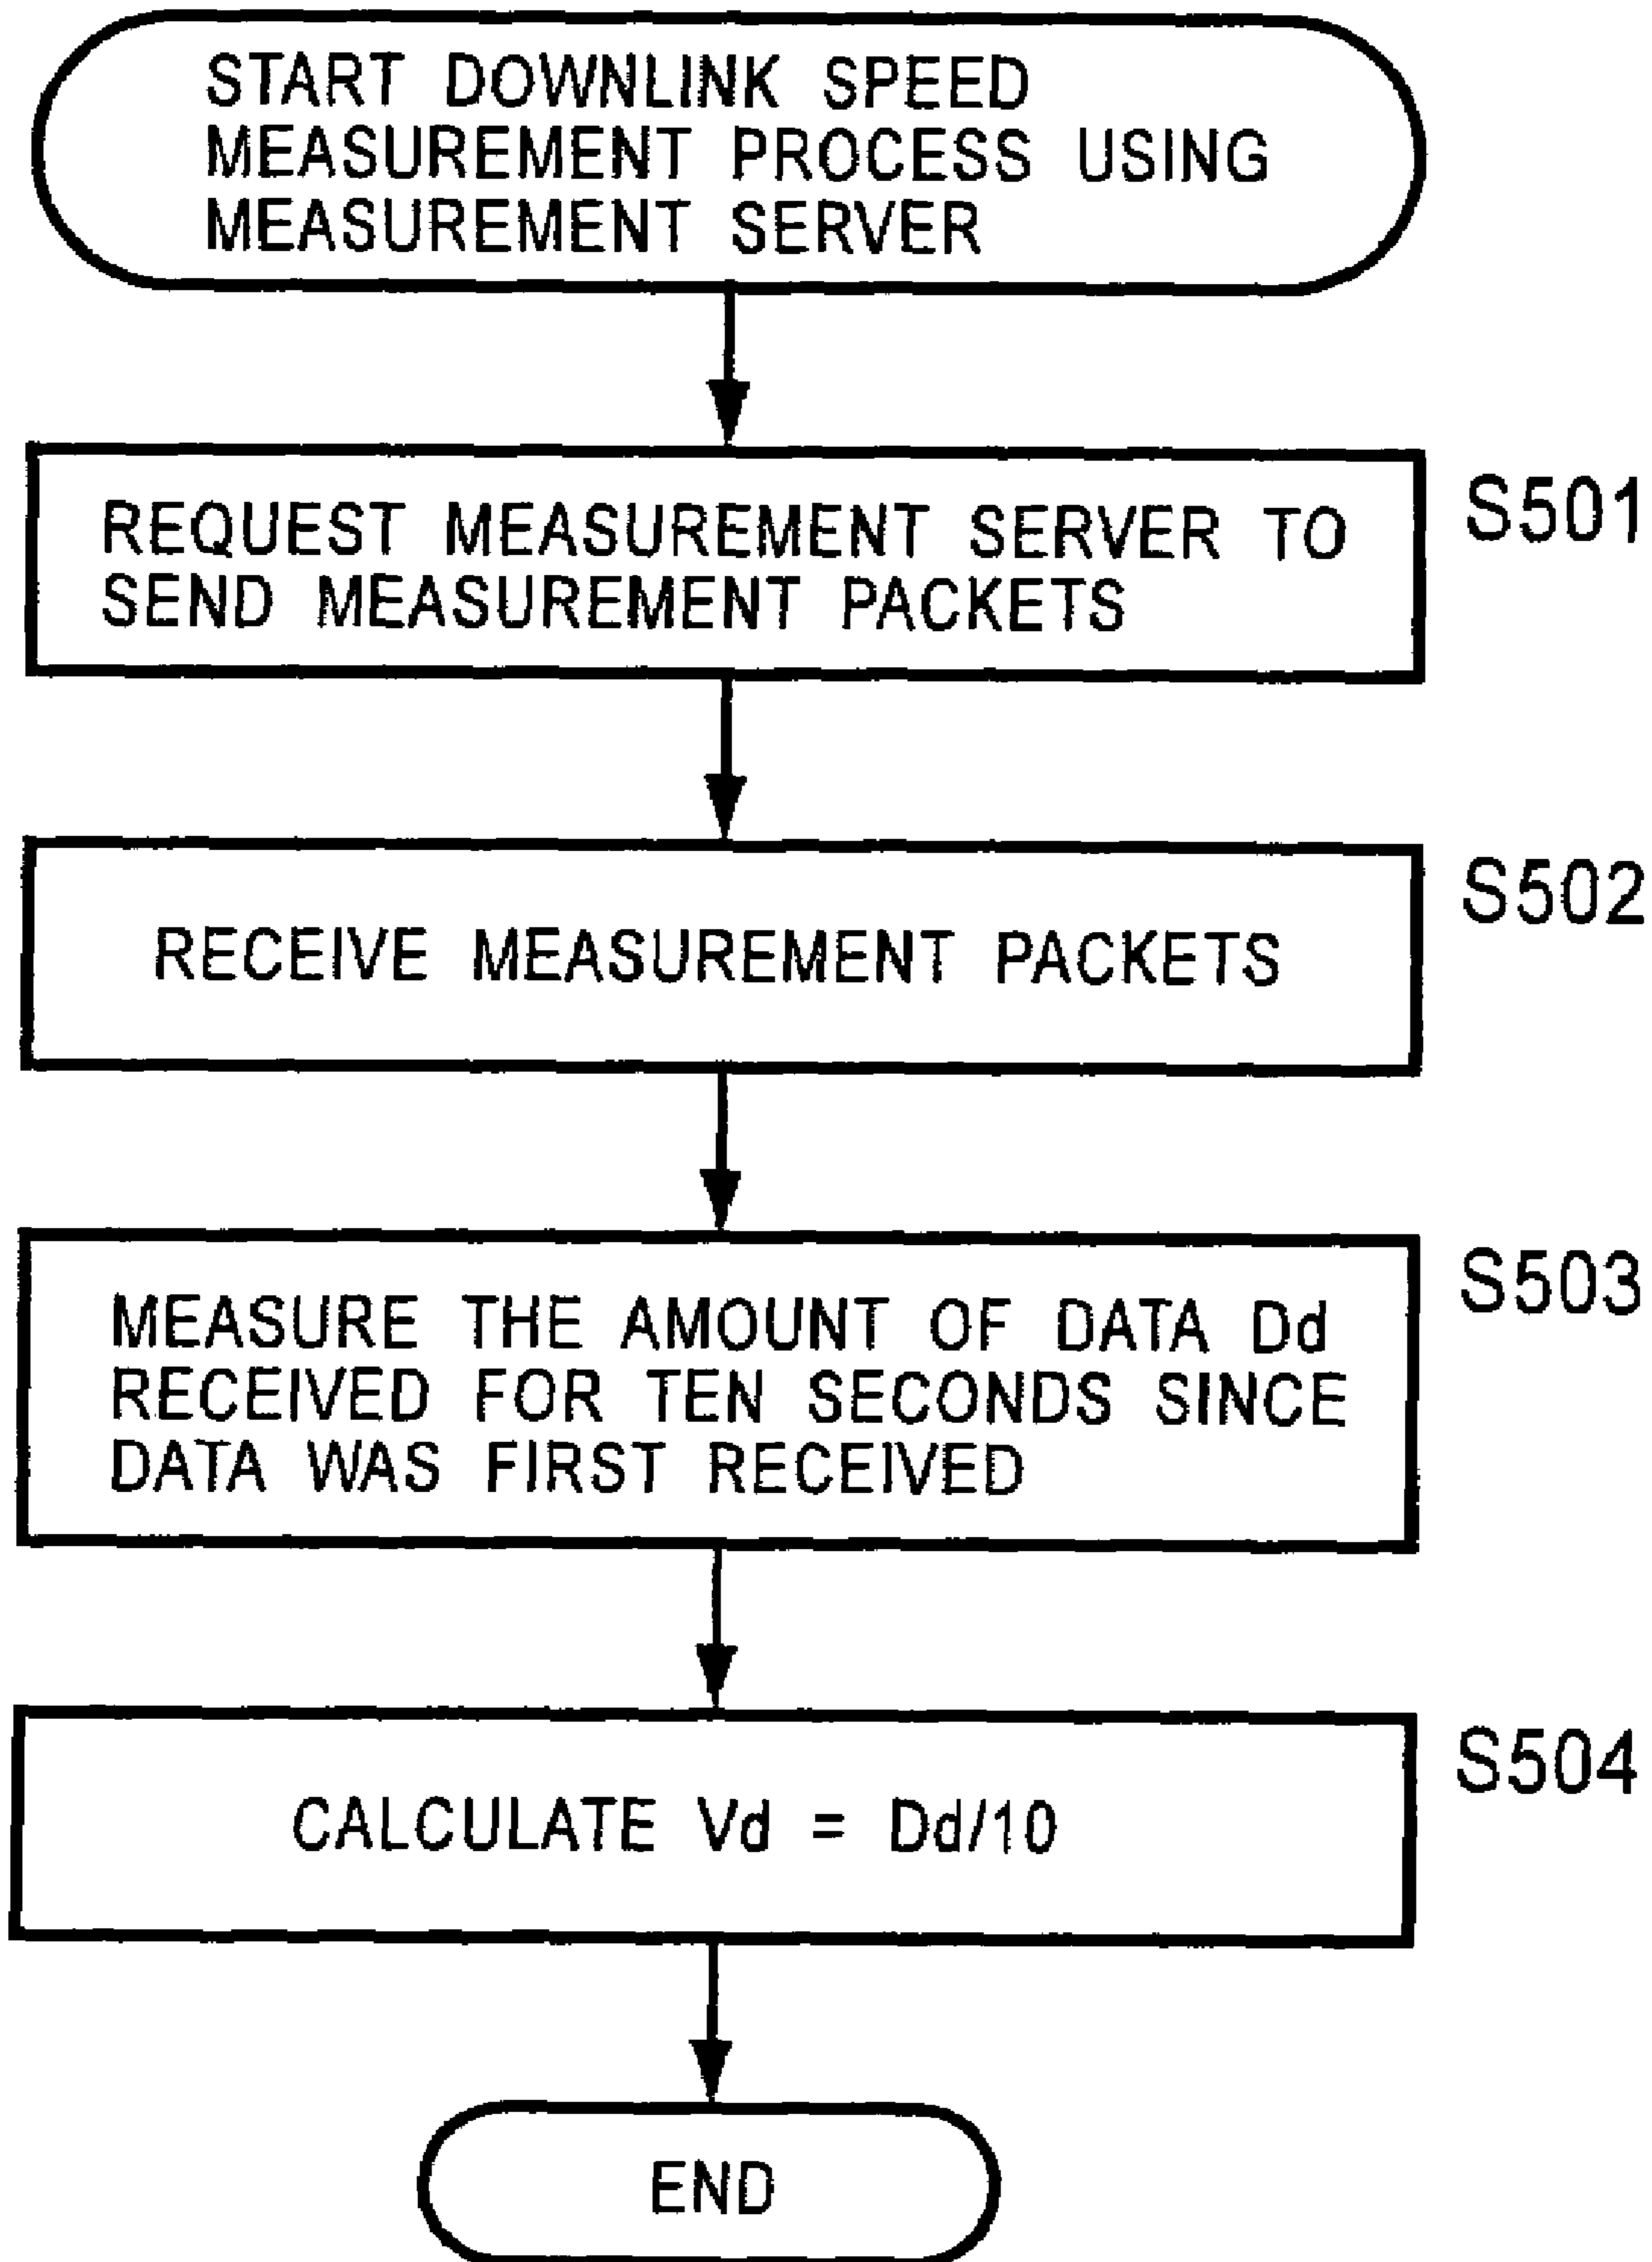 START DOWNLINK SPEED
MEASUREMENT PROCESS USING
MEASUREMENT SERVER
REQUEST MEASUREMENT SERVER TO
SEND MEASUREMENT PACKETS
S501
RECEIVE MEASUREMENT PACKETS
S502
MEASURE THE AMOUNT OF DATA Dd
RECEIVED FOR TEN SECONDS SINCE
DATA WAS FIRST RECEIVED
S503
CALCULATE Vd = Dd/10
S504
END